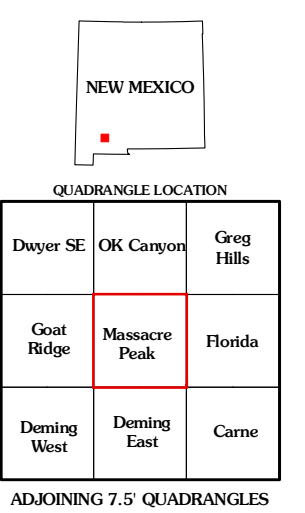 NEW MEXICO
QUADRANGLE LOCATION
Dwyer SE
OK Canyon
Greg
Hills
Goat
Ridge
Massacre
Peak
Florida
Deming
West
Deming
East
Carne
ADJOINING 7.5' QUADRANGLES